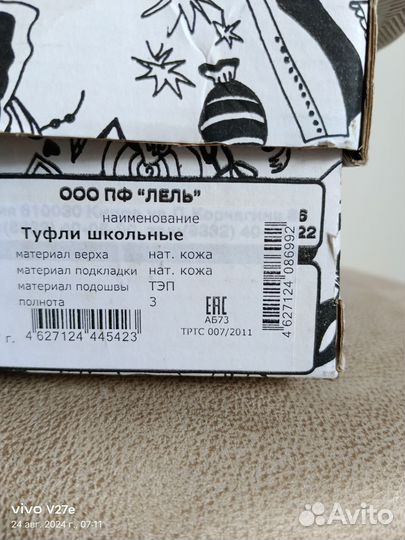 ООО ПФ "ЛЕЛЬ"
610030
наименование
Туфли школьные
материал верха нат. кожа
материал подкладки нат. кожа
материал подошвы ТЭП
полнота 3
ЕАС
АБ73
ТРТС 007/2011
г.
4 627124 445423
4 627124 086992
22
vivo V27e
24 авг. 2024 г., 07:11
Avito